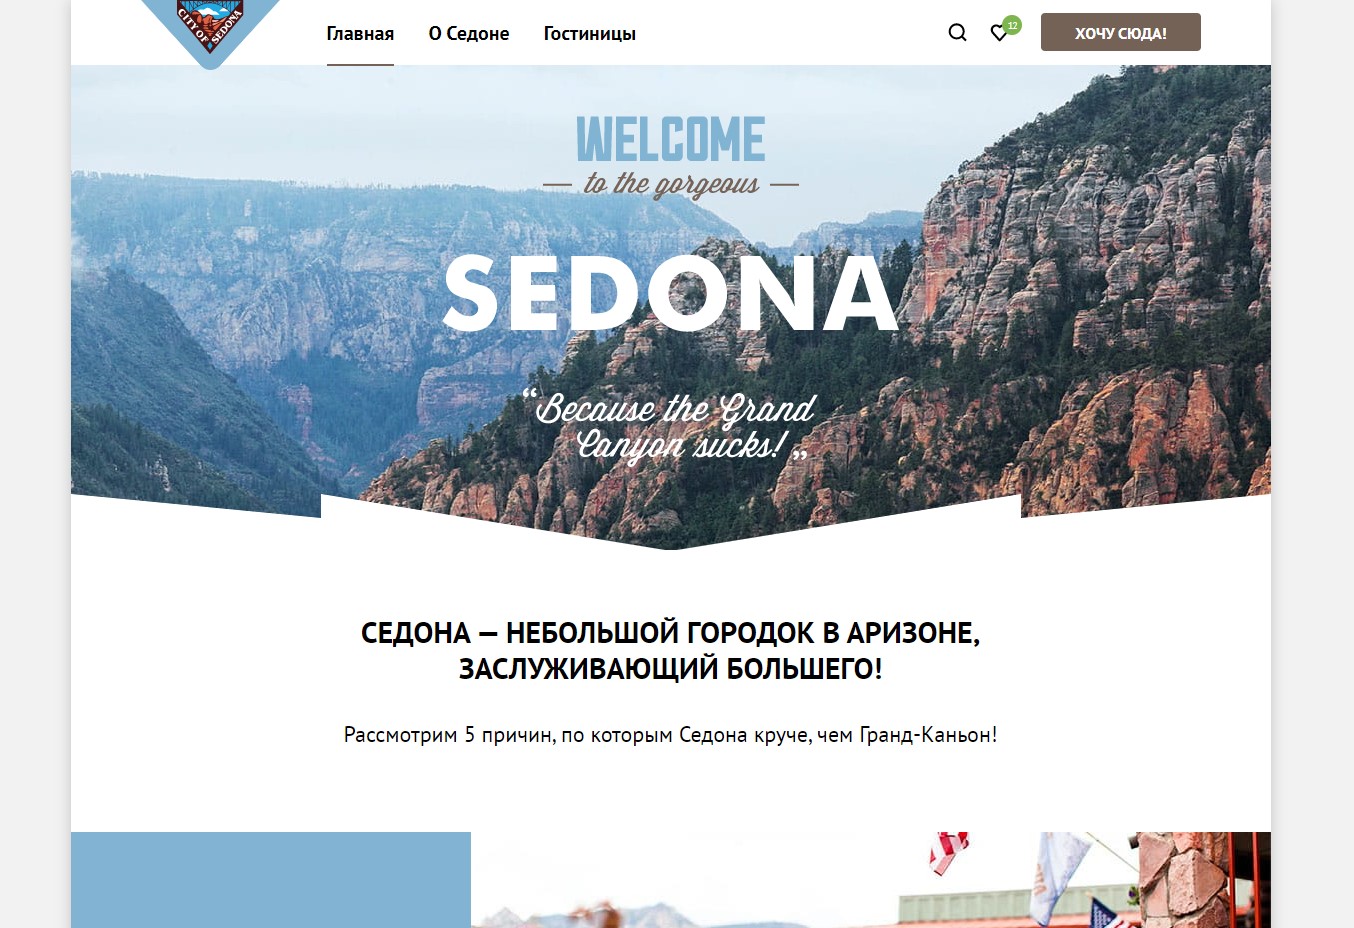 CITY OF SEDONA
Главная
О Седоне
Гостиницы
12
ХОЧУ СЮДА!
WELCOME
— to the gorgeous —
SEDONA
“Because the Grand
Canyon sucks! „
СЕДОНА — НЕБОЛЬШОЙ ГОРОДОК В АРИЗОНЕ,
ЗАСЛУЖИВАЮЩИЙ БОЛЬШЕГО!
Рассмотрим 5 причин, по которым Седона круче, чем Гранд-Каньон!